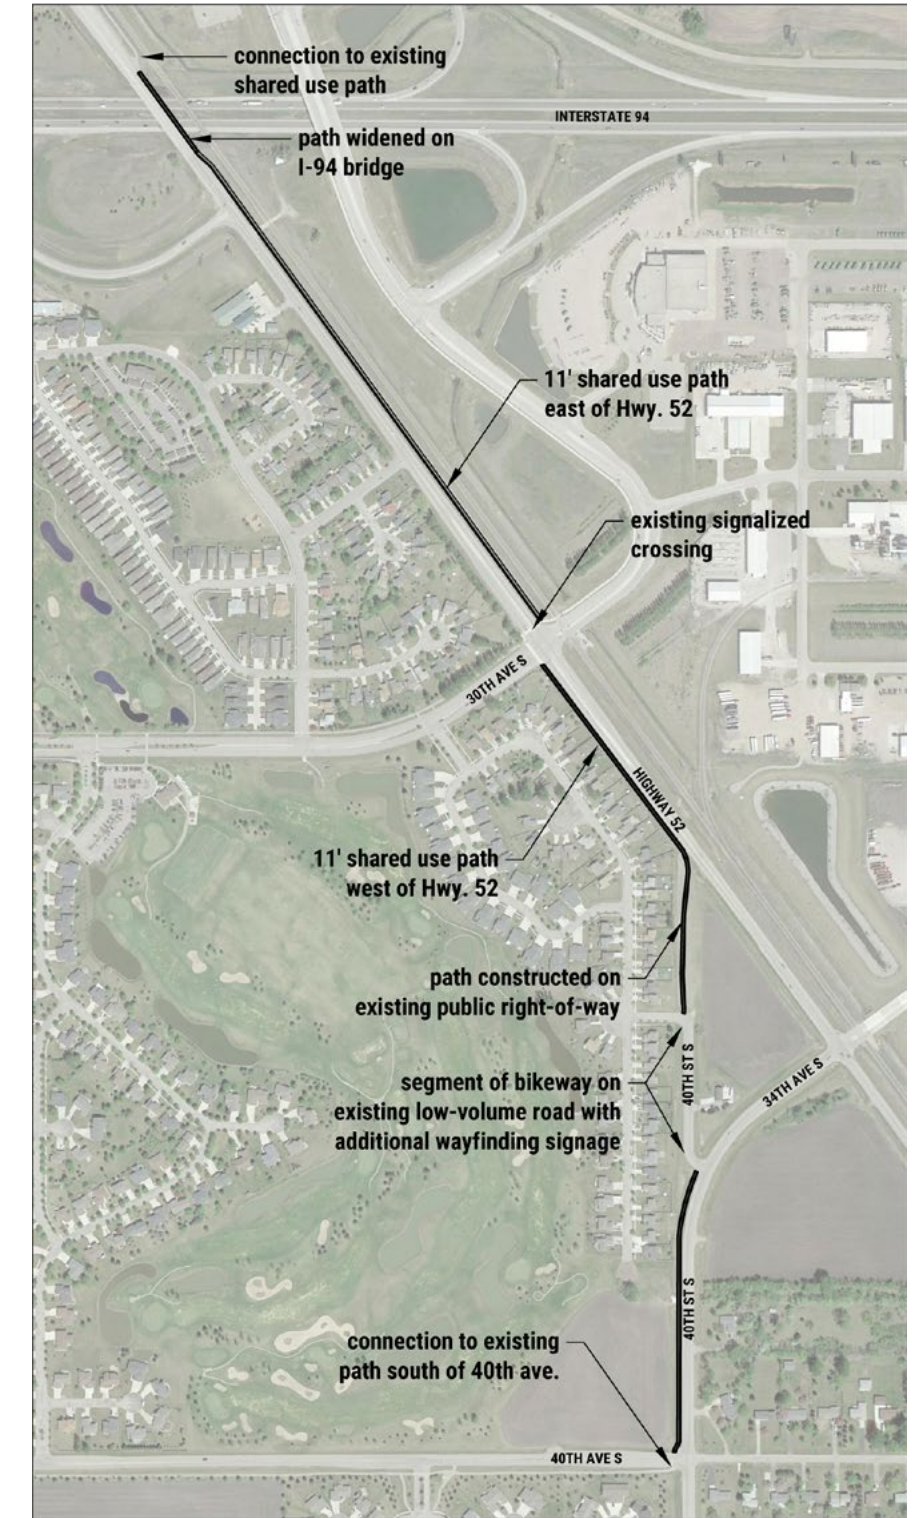 connection to existing
shared use path
INTERSTATE 94
path widened on
I-94 bridge
11' shared use path
east of Hwy. 52
existing signalized
crossing
30TH AVE S
HIGHWAY 52
11' shared use path
west of Hwy. 52
path constructed on
existing public right-of-way
segment of bikeway on
existing low-volume road with
additional wayfinding signage
40TH ST S
34TH AVE S
40TH ST S
connection to existing
path south of 40th ave.
40TH AVE S